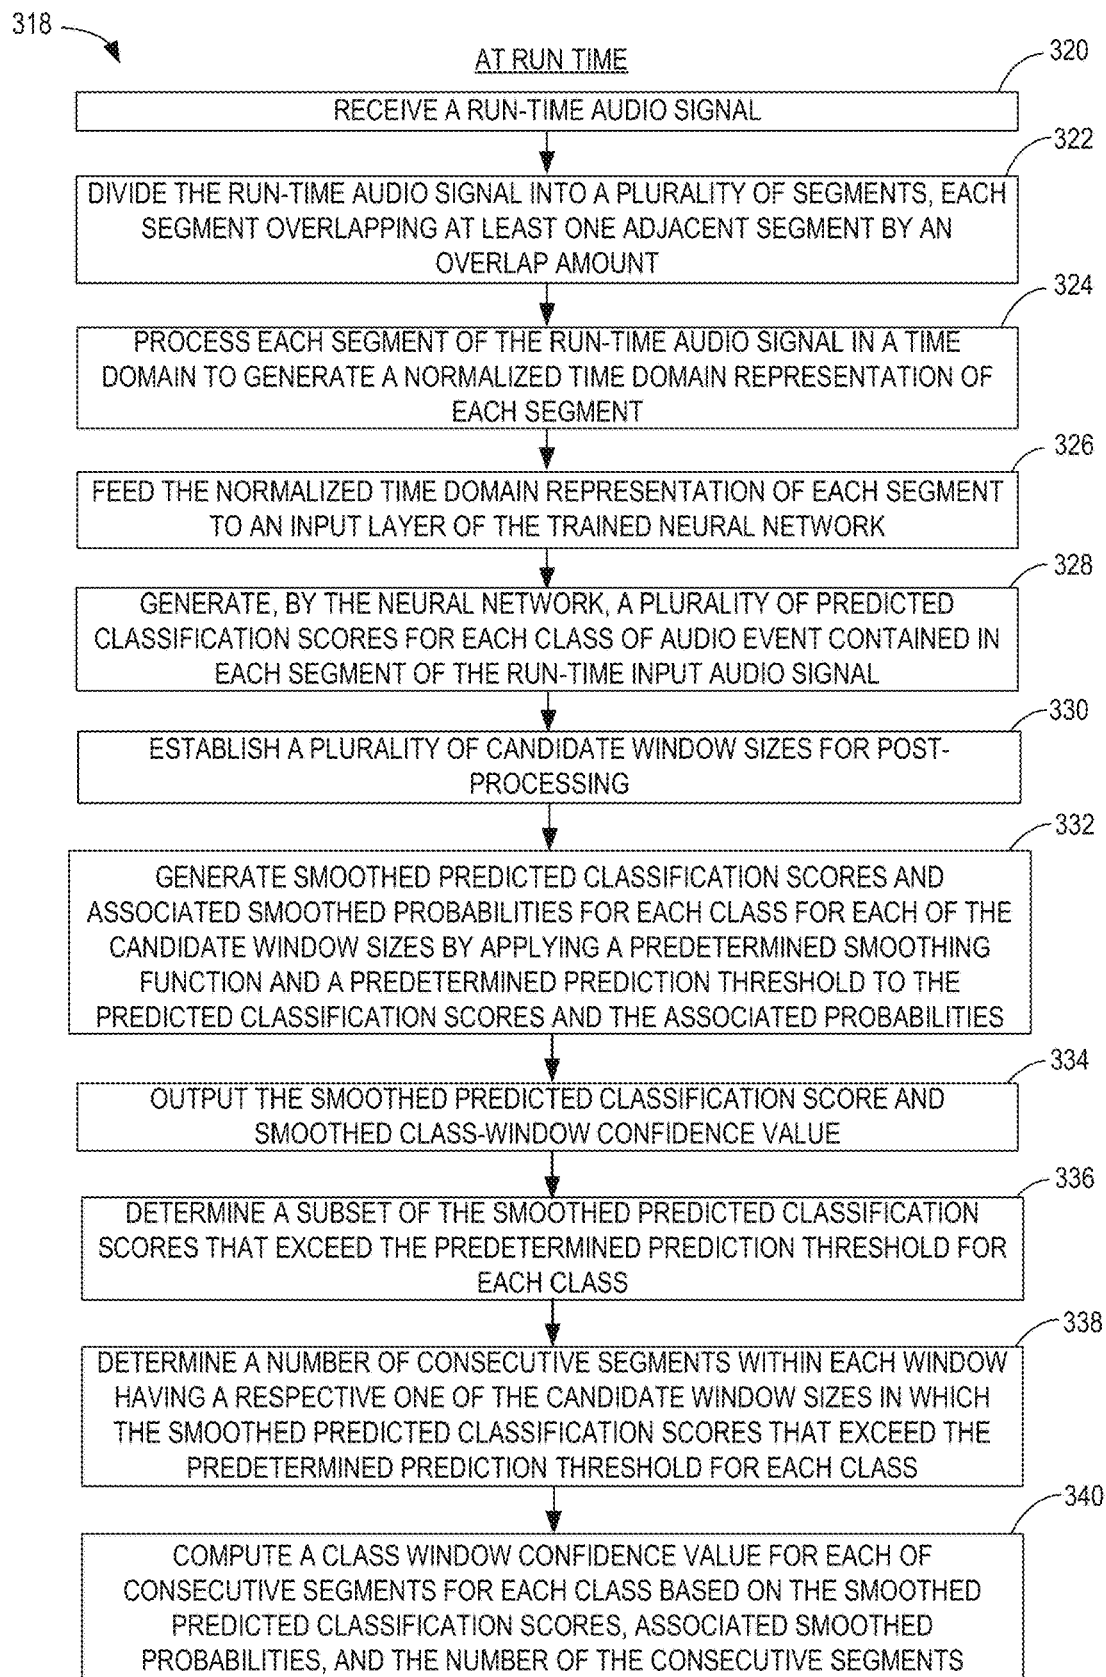 318
AT RUN TIME
320
RECEIVE A RUN-TIME AUDIO SIGNAL
322
DIVIDE THE RUN-TIME AUDIO SIGNAL INTO A PLURALITY OF SEGMENTS, EACH
SEGMENT OVERLAPPING AT LEAST ONE ADJACENT SEGMENT BY AN
OVERLAP AMOUNT
324
PROCESS EACH SEGMENT OF THE RUN-TIME AUDIO SIGNAL IN A TIME
DOMAIN TO GENERATE A NORMALIZED TIME DOMAIN REPRESENTATION OF
EACH SEGMENT
326
FEED THE NORMALIZED TIME DOMAIN REPRESENTATION OF EACH SEGMENT
TO AN INPUT LAYER OF THE TRAINED NEURAL NETWORK
328
GENERATE, BY THE NEURAL NETWORK, A PLURALITY OF PREDICTED
CLASSIFICATION SCORES FOR EACH CLASS OF AUDIO EVENT CONTAINED IN
EACH SEGMENT OF THE RUN-TIME INPUT AUDIO SIGNAL
330
ESTABLISH A PLURALITY OF CANDIDATE WINDOW SIZES FOR POST-
PROCESSING
332
GENERATE SMOOTHED PREDICTED CLASSIFICATION SCORES AND
ASSOCIATED SMOOTHED PROBABILITIES FOR EACH CLASS FOR EACH OF THE
CANDIDATE WINDOW SIZES BY APPLYING A PREDETERMINED SMOOTHING
FUNCTION AND A PREDETERMINED PREDICTION THRESHOLD TO THE
PREDICTED CLASSIFICATION SCORES AND THE ASSOCIATED PROBABILITIES
334
OUTPUT THE SMOOTHED PREDICTED CLASSIFICATION SCORE AND
SMOOTHED CLASS-WINDOW CONFIDENCE VALUE
336
DETERMINE A SUBSET OF THE SMOOTHED PREDICTED CLASSIFICATION
SCORES THAT EXCEED THE PREDETERMINED PREDICTION THRESHOLD FOR
EACH CLASS
338
DETERMINE A NUMBER OF CONSECUTIVE SEGMENTS WITHIN EACH WINDOW
HAVING A RESPECTIVE ONE OF THE CANDIDATE WINDOW SIZES IN WHICH
THE SMOOTHED PREDICTED CLASSIFICATION SCORES THAT EXCEED THE
PREDETERMINED PREDICTION THRESHOLD FOR EACH CLASS
340
COMPUTE A CLASS WINDOW CONFIDENCE VALUE FOR EACH OF
CONSECUTIVE SEGMENTS FOR EACH CLASS BASED ON THE SMOOTHED
PREDICTED CLASSIFICATION SCORES, ASSOCIATED SMOOTHED
PROBABILITIES, AND THE NUMBER OF THE CONSECUTIVE SEGMENTS